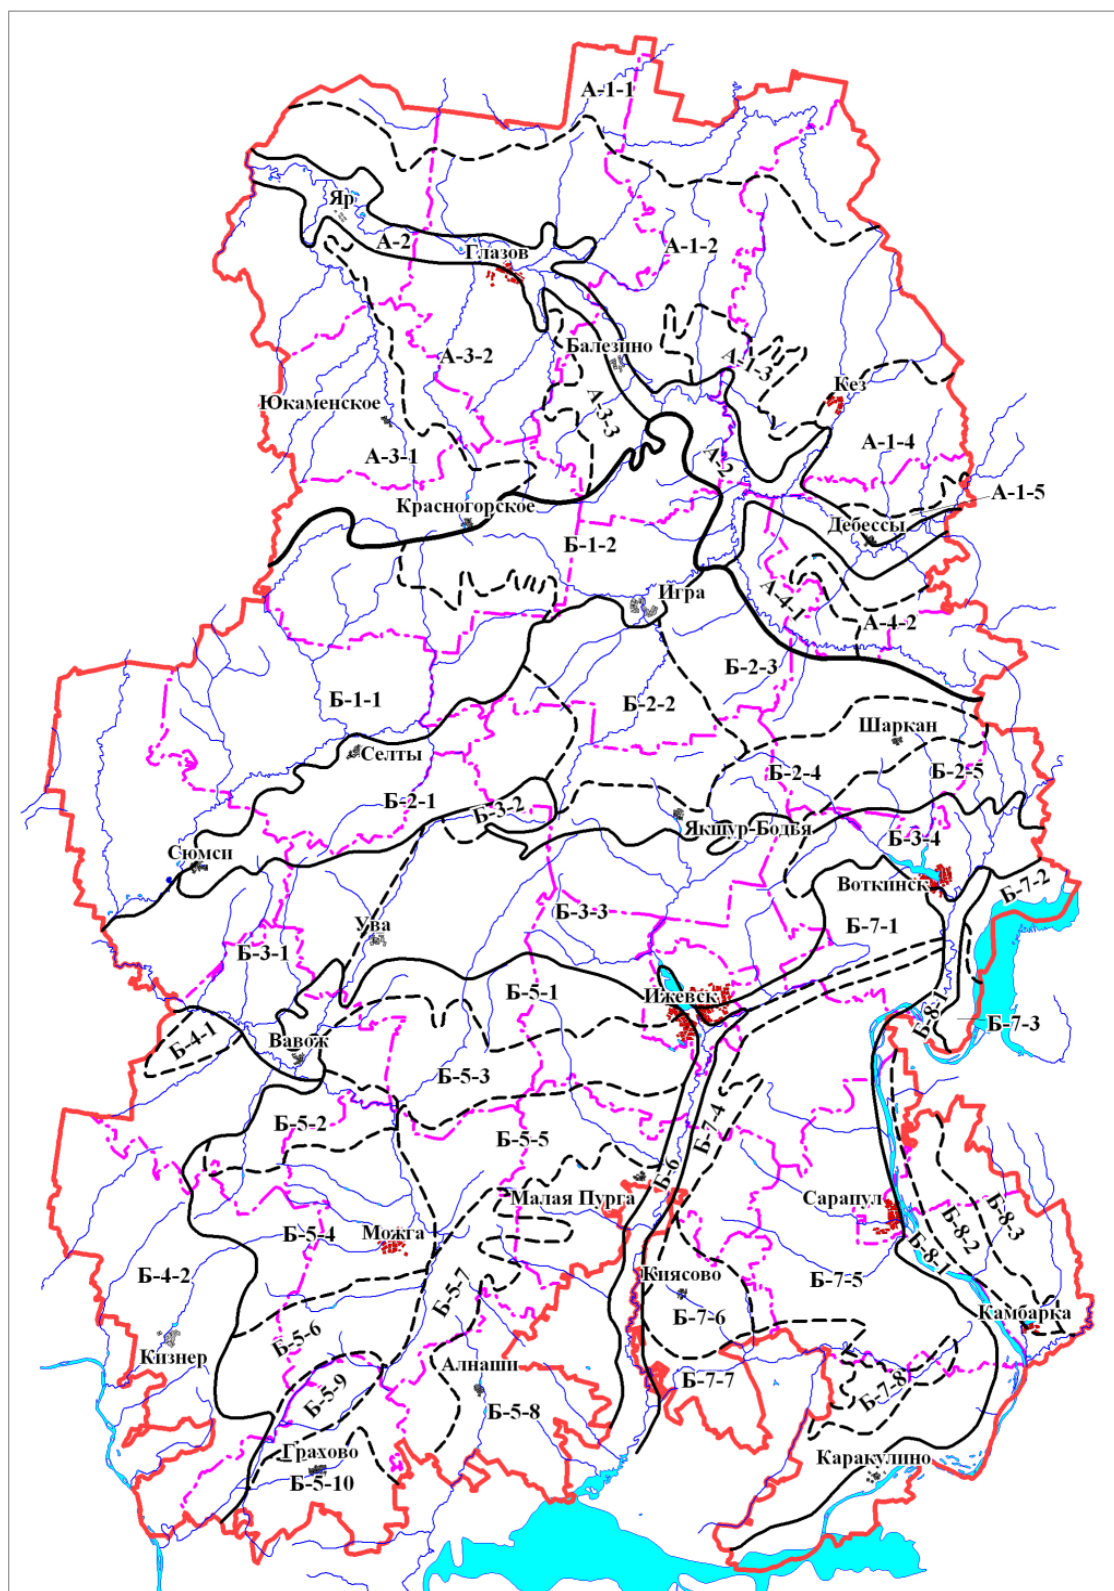 А-1-1
Яр
А-2
Глазов
А-1-2
Балезино
А-3-2
А-1-3
Кез
Юкаменское
А-3-3
А-3-1
А-2
А-1-4
А-1-5
Красногорское
Дебессы
Б-1-2
Игра
А-4-1
А-4-2
Б-2-3
Б-1-1
Б-2-2
Шаркан
Селты
Б-2-4
Б-2-5
Б-2-1
Б-3-2
Якшур-Бодья
Б-3-4
Сюмси
Воткинск
Б-7-2
Б-3-3
Ува
Б-7-1
Б-3-1
Б-5-1
Ижевск
Б-8-1
Б-7-3
Б-4-1
Вавож
Б-5-3
Б-5-2
Б-7-4
Б-5-5
1
Б-6
Малая Пурга
Сарапул
Б-8-3
Б-8-2
Б-5-4
Можга
Б-8-1
Б-4-2
Б-5-7
Киясово
Б-7-5
Б-7-6
Камбарка
Б-5-6
Кизнер
Алнаши
Б-5-9
Б-7-7
Б-7-8
Б-5-8
Грахово
Каракулино
Б-5-10